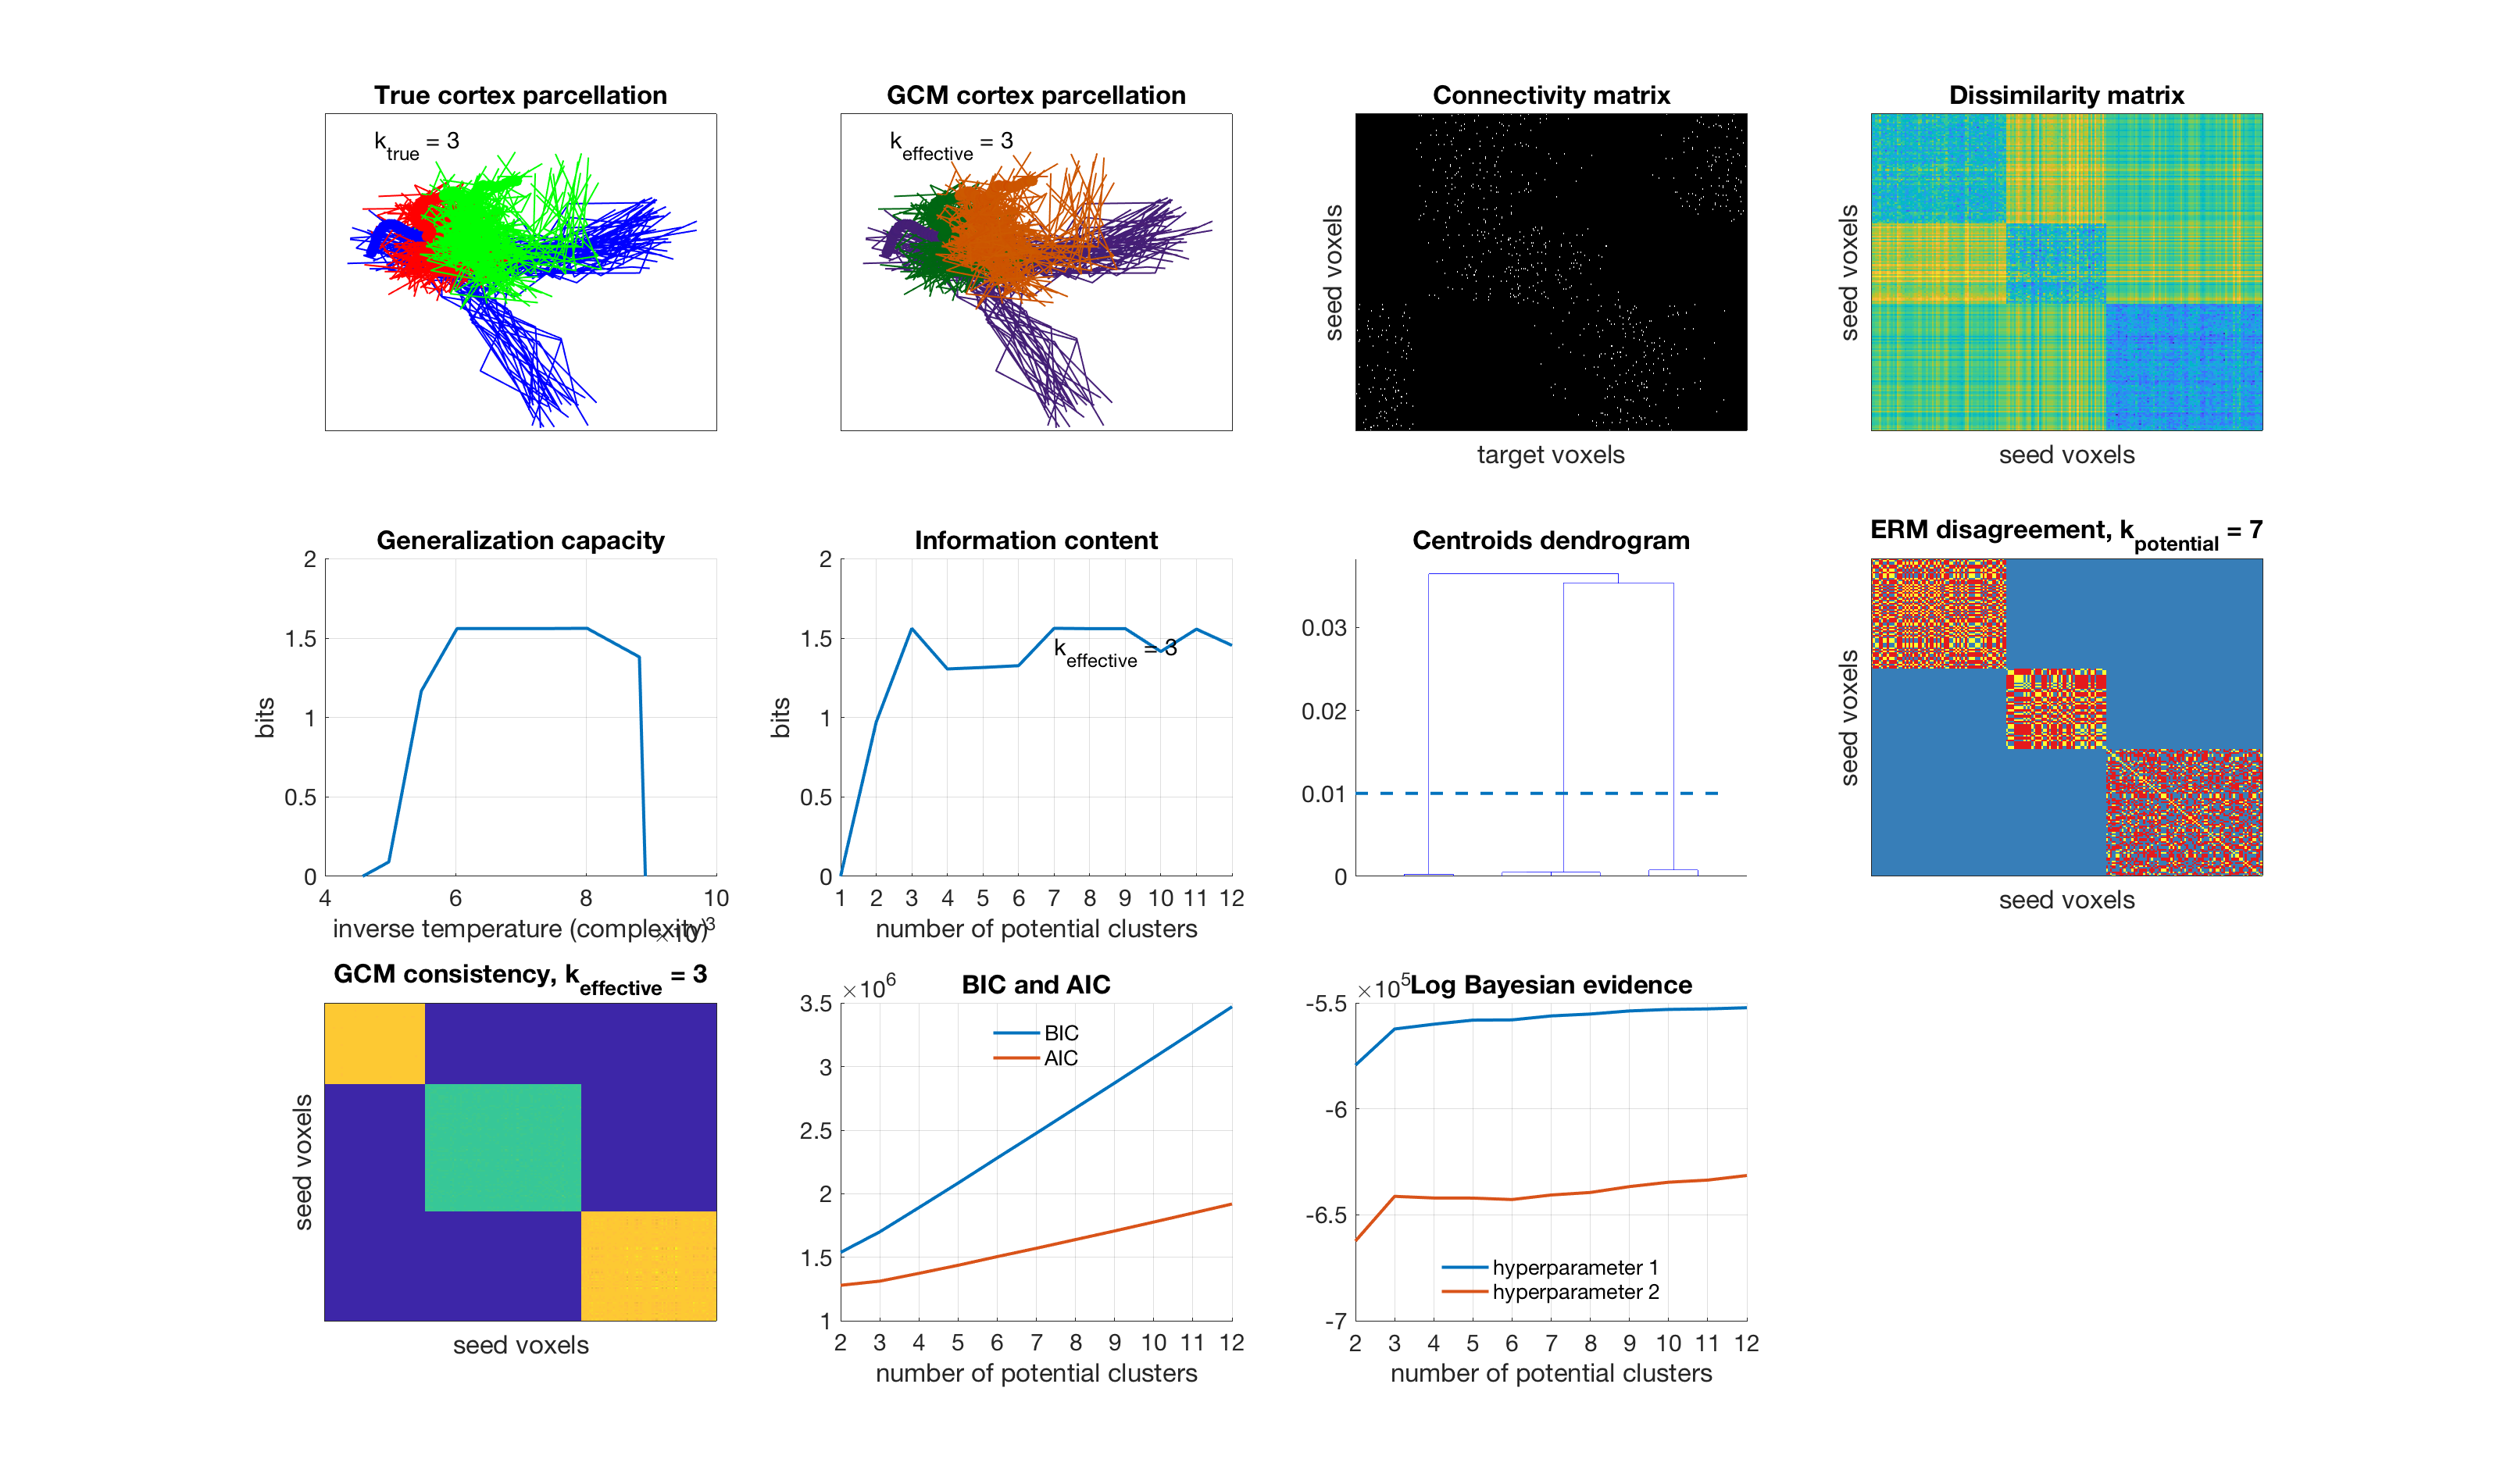 True cortex parcellation
k_true = 3
GCM cortex parcellation
k_effective = 3
Connectivity matrix
seed voxels
target voxels
Dissimilarity matrix
seed voxels
seed voxels
Generalization capacity
2
1.5
1
0.5
0
bits
4 6 8 10
inverse temperature (complexity)
×10³
Information content
2
1.5
1
0.5
0
bits
k_effective = 3
1 2 3 4 5 6 7 8 9 10 11 12
number of potential clusters
Centroids dendrogram
0.03
0.02
0.01
0
ERM disagreement, k_potential = 7
seed voxels
seed voxels
GCM consistency, k_effective = 3
seed voxels
seed voxels
BIC and AIC
×10⁶
3.5
3
2.5
2
1.5
1
BIC
AIC
2 3 4 5 6 7 8 9 10 11 12
number of potential clusters
Log Bayesian evidence
×10⁵
-5.5
-6
-6.5
-7
hyperparameter 1
hyperparameter 2
2 3 4 5 6 7 8 9 10 11 12
number of potential clusters